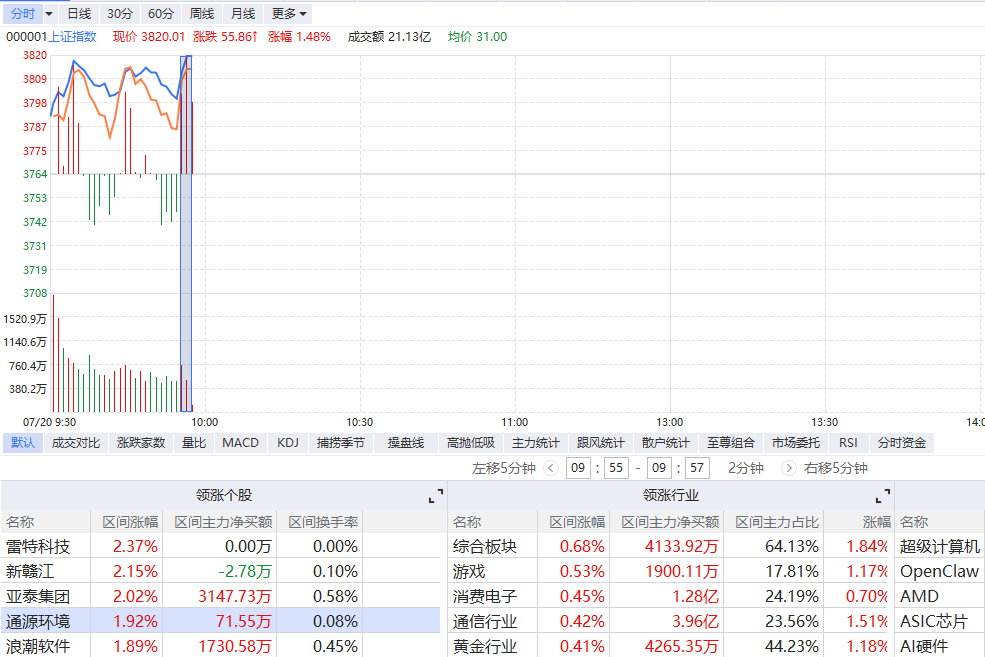 分时 日线 30分 60分 周线 月线 更多
000001上证指数 现价 3820.01 涨跌 55.86↑ 涨幅 1.48% 成交额 21.13亿 均价 31.00
3820
3809
3798
3787
3775
3764
3753
3742
3731
3719
3708
1520.9万
1140.6万
760.4万
380.2万
07/20 9:30 10:00 10:30 11:00 13:00 13:30 14:0
默认 成交对比 涨跌家数 量比 MACD KDJ 捕捞季节 操盘线 高抛低吸 主力统计 跟风统计 散户统计 至尊组合 市场委托 RSI 分时资金
左移5分钟 < 09 : 55 - 09 : 57 2分钟 > 右移5分钟
领涨个股 领涨行业
名称 区间涨幅 区间主力净买额 区间换手率 名称 区间涨幅 区间主力净买额 区间主力占比 涨幅 名称
雷特科技 2.37% 0.00万 0.00% 综合板块 0.68% 4133.92万 64.13% 1.84% 超级计算机
新赣江 2.15% -2.78万 0.10% 游戏 0.53% 1900.11万 17.81% 1.17% OpenClaw
亚泰集团 2.02% 3147.73万 0.58% 消费电子 0.45% 1.28亿 24.19% 0.70% AMD
通源环境 1.92% 71.55万 0.08% 通信行业 0.42% 3.96亿 23.56% 1.51% ASIC芯片
浪潮软件 1.89% 1730.58万 0.45% 黄金行业 0.41% 4265.35万 44.23% 1.18% AI硬件